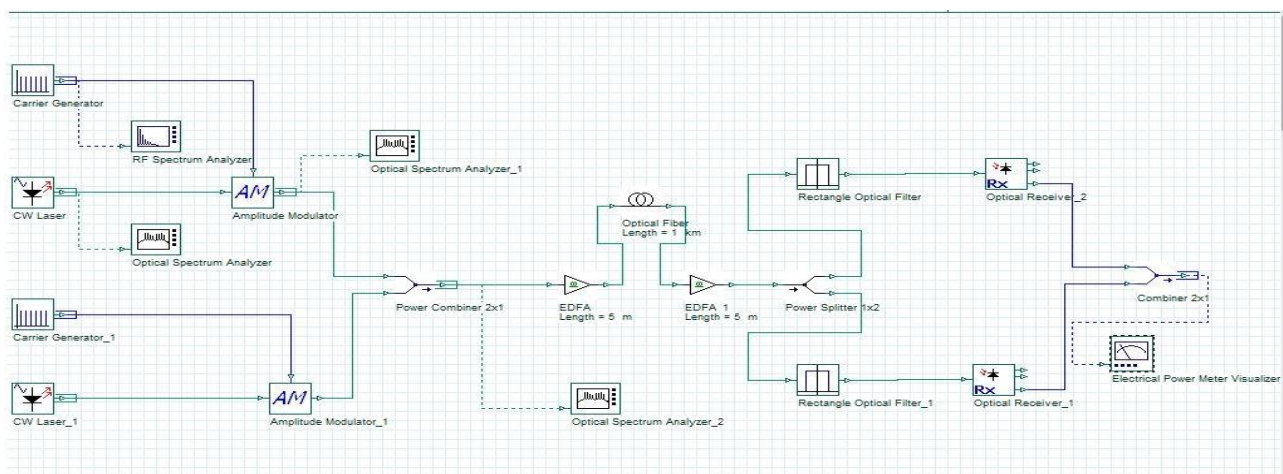 Carrier Generator
RF Spectrum Analyzer
AM
Optical Spectrum Analyzer_1
CW Laser
Amplitude Modulator
Optical Spectrum Analyzer
Rx
Rectangle Optical Filter
Optical Receiver_2
Optical Fiber
Length = 1 km
Power Combiner 2x1
EDFA
Length = 5 m
EDFA 1
Length = 5 m
Power Splitter 1x2
Combiner 2x1
Carrier Generator_1
AM
CW Laser_1
Amplitude Modulator_1
Optical Spectrum Analyzer_2
Rx
Rectangle Optical Filter_1
Optical Receiver_1
Electrical Power Meter Visualizer